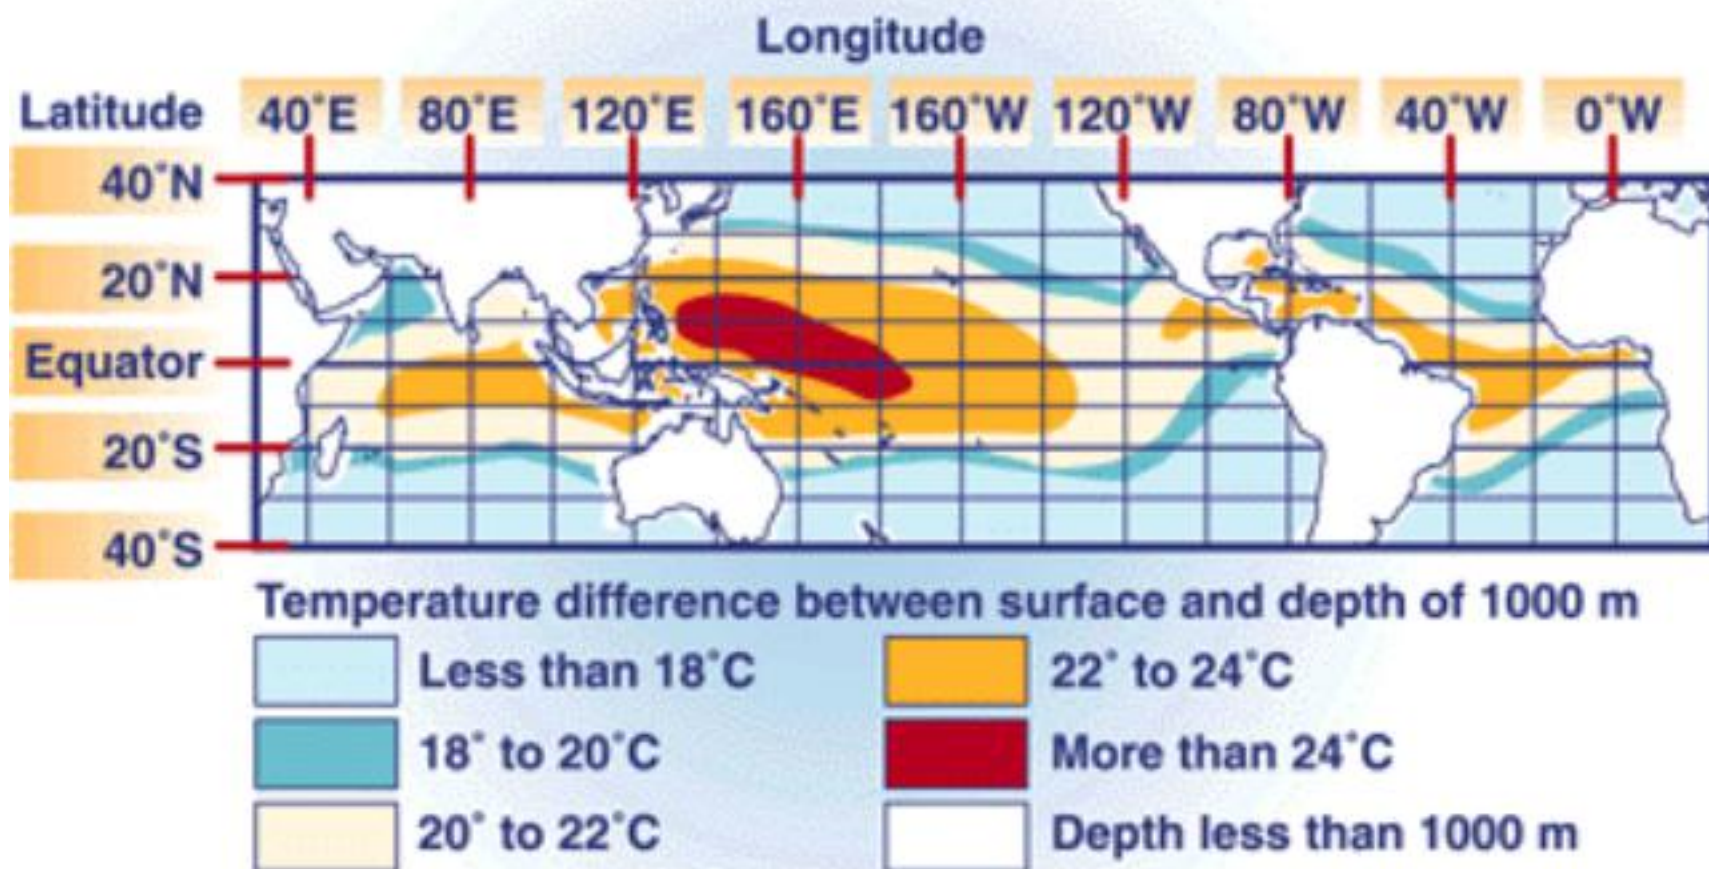 Longitude
Latitude 40°E 80°E 120°E 160°E 160°W 120°W 80°W 40°W 0°W
40°N
20°N
Equator
20°S
40°S
Temperature difference between surface and depth of 1000 m
Less than 18°C 22° to 24°C
18° to 20°C More than 24°C
20° to 22°C Depth less than 1000 m